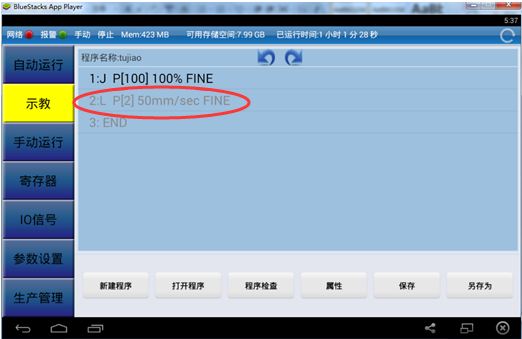 BlueStacks App Player
5:37
网络 报警 手动 停止 Mem:423 MB 可用存储空间:7.99 GB 已运行时间:1 小时 1 分 28 秒
程序名称:tujiao
自动运行
示教
手动运行
寄存器
IO信号
参数设置
生产管理
1:J P[100] 100% FINE
2:L P[2] 50mm/sec FINE
3: END
新建程序 打开程序 程序检查 属性 保存 另存为